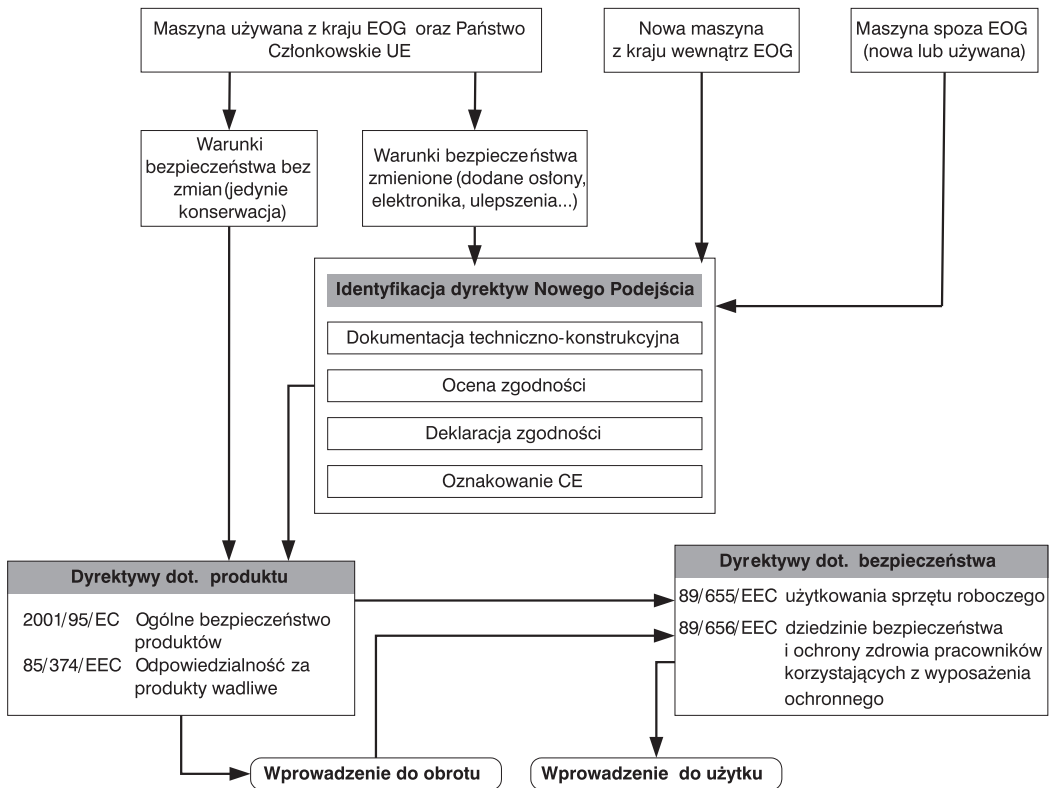 Maszyna używana z kraju EOG oraz Państwo
Członkowskie UE
Nowa maszyna
z kraju wewnątrz EOG
Maszyna spoza EOG
(nowa lub używana)
Warunki
bezpieczeństwa bez
zmian (jedynie
konserwacja)
Warunki bezpieczeństwa
zmienione (dodane osłony,
elektronika, ulepszenia...)
Identyfikacja dyrektyw Nowego Podejścia
Dokumentacja techniczno-konstrukcyjna
Ocena zgodności
Deklaracja zgodności
Oznakowanie CE
Dyrektywy dot. produktu
2001/95/EC Ogólne bezpieczeństwo
produktów
85/374/EEC Odpowiedzialność za
produkty wadliwe
Dyrektywy dot. bezpieczeństwa
89/655/EEC użytkowania sprzętu roboczego
89/656/EEC dziedzinie bezpieczeństwa
i ochrony zdrowia pracowników
korzystających z wyposażenia
ochronnego
Wprowadzenie do obrotu
Wprowadzenie do użytku